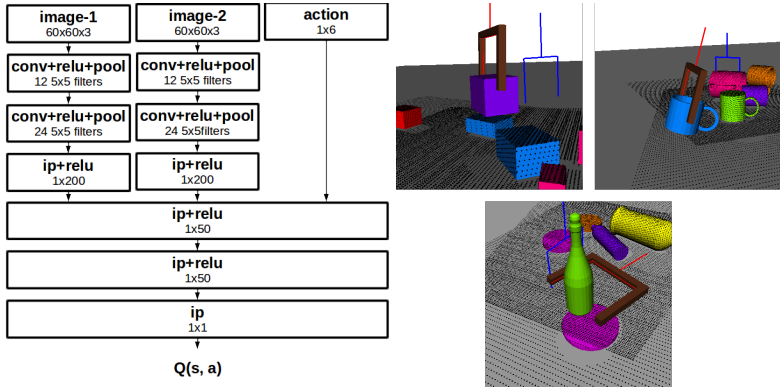 image-1
60x60x3
image-2
60x60x3
action
1x6
conv+relu+pool
12 5x5 filters
conv+relu+pool
12 5x5 filters
conv+relu+pool
24 5x5 filters
conv+relu+pool
24 5x5filters
ip+relu
1x200
ip+relu
1x200
ip+relu
1x50
ip+relu
1x50
ip
1x1
Q(s, a)